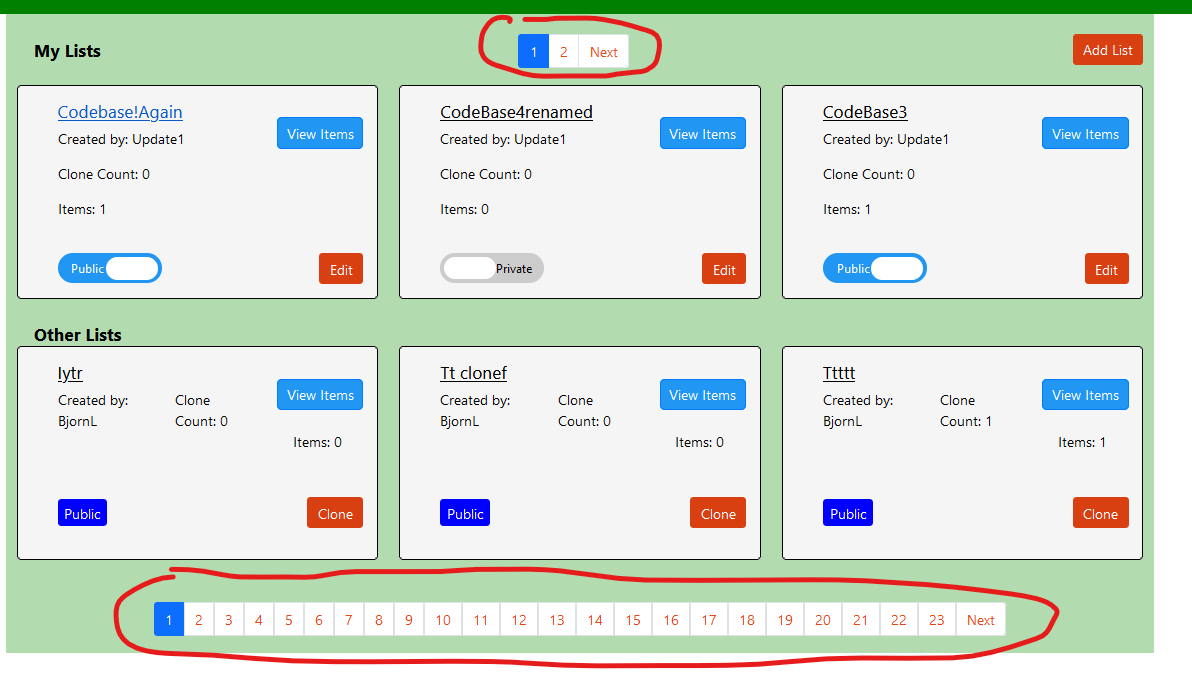 My Lists
1 2 Next
Add List
Codebase!Again
Created by: Update1
View Items
Clone Count: 0
Items: 1
Public
Edit
CodeBase4renamed
Created by: Update1
View Items
Clone Count: 0
Items: 0
Private
Edit
CodeBase3
Created by: Update1
View Items
Clone Count: 0
Items: 1
Public
Edit
Other Lists
Created by:
BjornL
Clone
Count: 0
View Items
Items: 0
Public
Clone
Tt clonef
Created by:
BjornL
Clone
Count: 0
View Items
Items: 0
Public
Clone
Ttttt
Created by:
BjornL
Clone
Count: 1
View Items
Items: 1
Public
Clone
1 2 3 4 5 6 7 8 9 10 11 12 13 14 15 16 17 18 19 20 21 22 23 Next